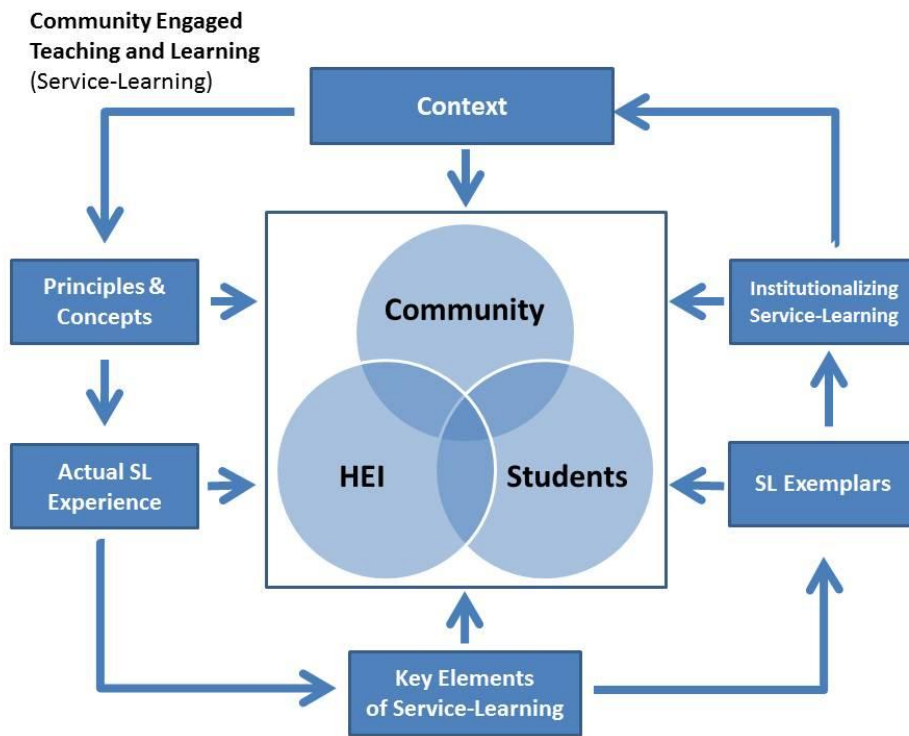 Community Engaged
Teaching and Learning
(Service-Learning)
Context
Principles &
Concepts
Community
Institutionalizing
Service-Learning
Actual SL
Experience
HEI
Students
SL Exemplars
Key Elements
of Service-Learning